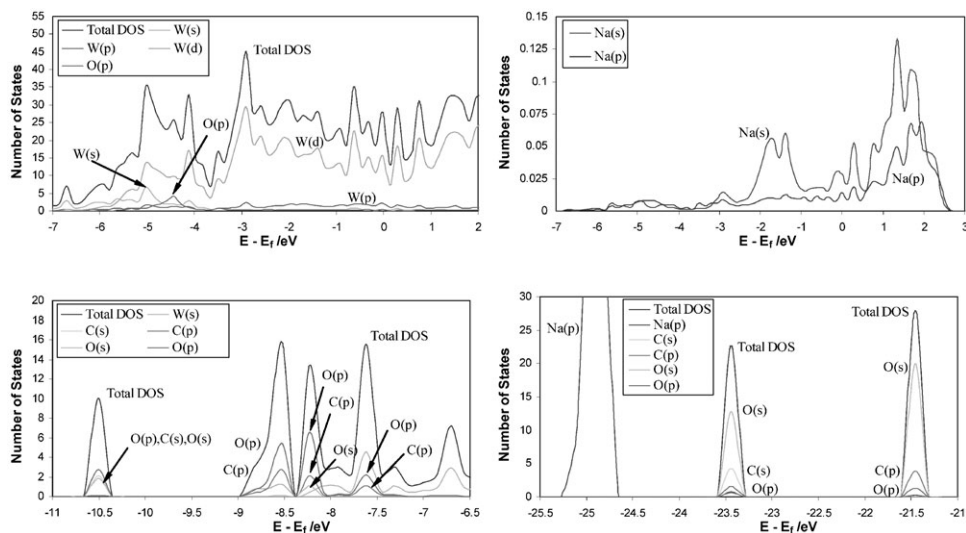 Number of States
55
50
45
40
35
30
25
20
15
10
5
0
Total DOS W(s)
W(p) W(d)
O(p)
Total DOS
O(p)
W(s)
W(d)
W(p)
-7 -6 -5 -4 -3 -2 -1 0 1 2
E - Ef /eV
Number of States
0.15
0.125
0.1
0.075
0.05
0.025
0
Na(s)
Na(p)
Na(s)
Na(p)
-7 -6 -5 -4 -3 -2 -1 0 1 2 3
E - Ef /eV
Number of States
20
18
16
14
12
10
8
6
4
2
0
Total DOS W(s)
C(s) C(p)
O(s) O(p)
Total DOS
Total DOS
O(p)
C(p)
O(p),C(s),O(s)
O(p)
O(s)
O(p)
C(p)
C(p)
-11 -10.5 -10 -9.5 -9 -8.5 -8 -7.5 -7 -6.5
E - Ef /eV
Number of States
30
25
20
15
10
5
0
Total DOS
Na(p)
C(s)
C(p)
O(s)
O(p)
Na(p)
Total DOS
Total DOS
O(s)
O(s)
C(s)
C(p)
O(p)
O(p)
-25.5 -25 -24.5 -24 -23.5 -23 -22.5 -22 -21.5 -21
E - Ef /eV